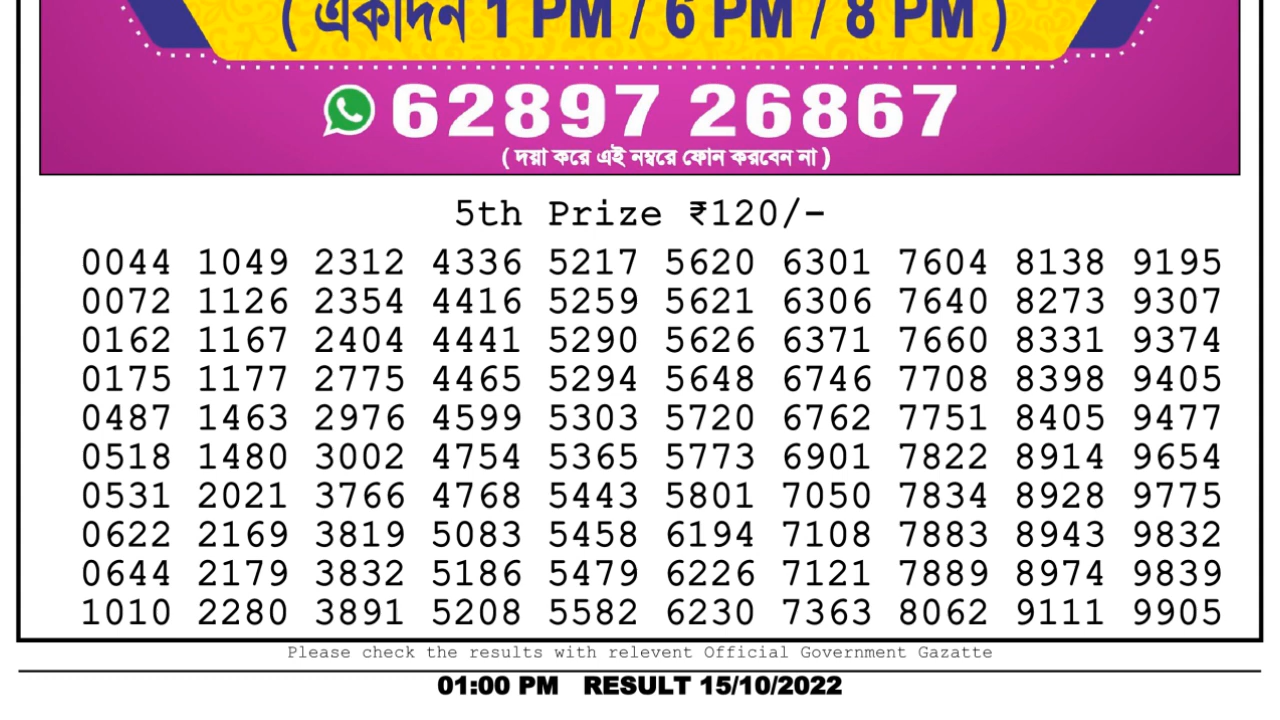 ( একদিন 1 PM / 6 PM / 8 PM )
62897 26867
( দয়া করে এই নম্বরে ফোন করবেন না )
5th Prize ₹120/-
0044 1049 2312 4336 5217 5620 6301 7604 8138 9195
0072 1126 2354 4416 5259 5621 6306 7640 8273 9307
0162 1167 2404 4441 5290 5626 6371 7660 8331 9374
0175 1177 2775 4465 5294 5648 6746 7708 8398 9405
0487 1463 2976 4599 5303 5720 6762 7751 8405 9477
0518 1480 3002 4754 5365 5773 6901 7822 8914 9654
0531 2021 3766 4768 5443 5801 7050 7834 8928 9775
0622 2169 3819 5083 5458 6194 7108 7883 8943 9832
0644 2179 3832 5186 5479 6226 7121 7889 8974 9839
1010 2280 3891 5208 5582 6230 7363 8062 9111 9905
Please check the results with relevent Official Government Gazatte
01:00 PM RESULT 15/10/2022